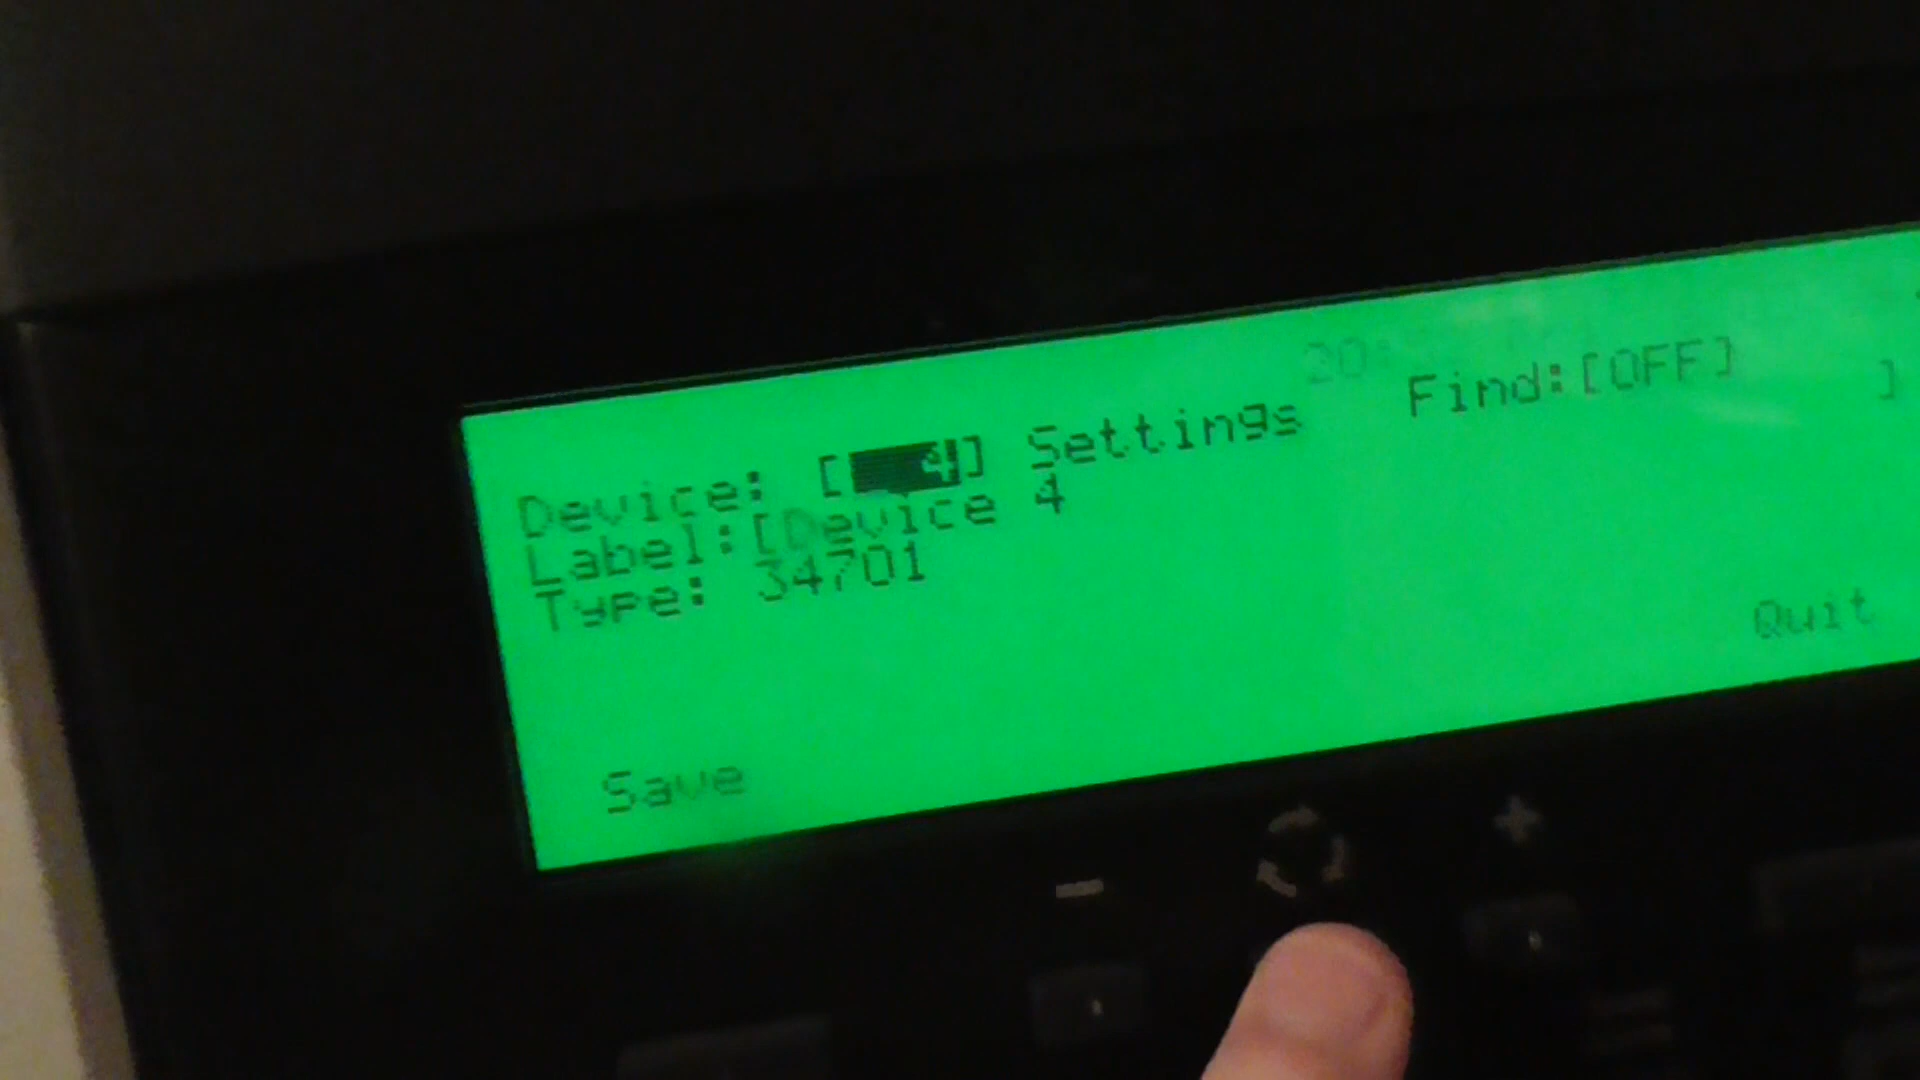 Device: [ 4] Settings Find:[OFF]
Label:[Device 4 ]
Type: 34701
Save Quit
- +